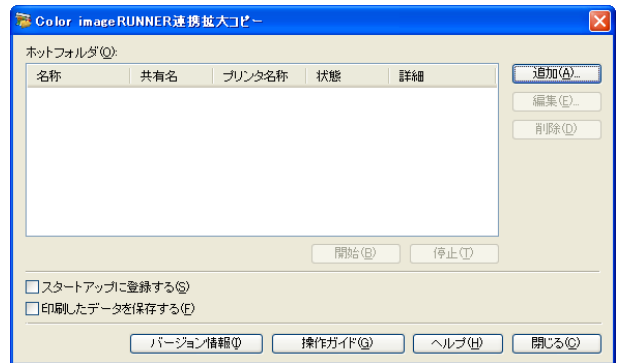 Color imageRUNNER連携拡大コピー
ホットフォルダ(O):
名称 共有名 プリンタ名称 状態 詳細
追加(A)...
編集(E)...
削除(D)
開始(B) 停止(T)
スタートアップに登録する(S)
印刷したデータを保存する(F)
バージョン情報(I) 操作ガイド(G) ヘルプ(H) 閉じる(C)